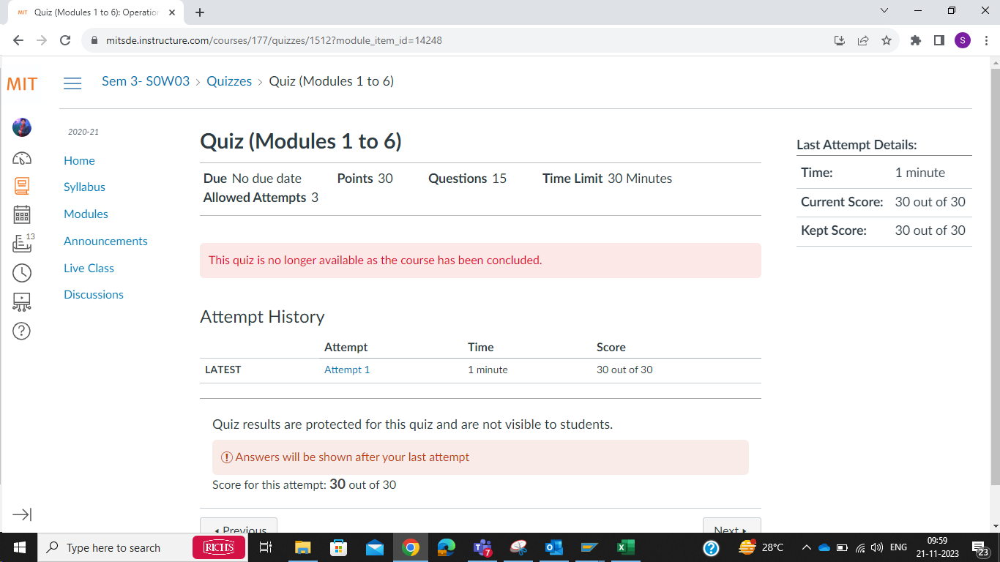 MIT Quiz (Modules 1 to 6): Operation
mitsde.instructure.com/courses/177/quizzes/1512?module_item_id=14248
S
MIT
Sem 3- S0W03 > Quizzes > Quiz (Modules 1 to 6)
2020-21
Home
Syllabus
Modules
Announcements
Live Class
Discussions
13
Quiz (Modules 1 to 6)
Due No due date Points 30 Questions 15 Time Limit 30 Minutes
Allowed Attempts 3
This quiz is no longer available as the course has been concluded.
Attempt History
Attempt Time Score
LATEST Attempt 1 1 minute 30 out of 30
Quiz results are protected for this quiz and are not visible to students.
Answers will be shown after your last attempt
Score for this attempt: 30 out of 30
Previous Next
Last Attempt Details:
Time: 1 minute
Current Score: 30 out of 30
Kept Score: 30 out of 30
Type here to search
RICHS
7
28°C
ENG
09:59
21-11-2023
23